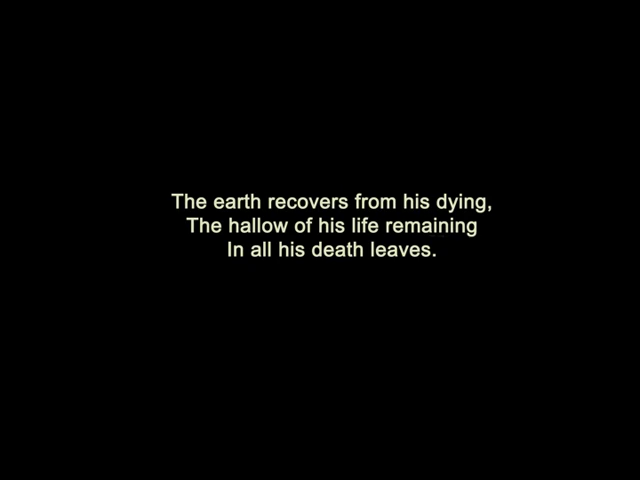 The earth recovers from his dying,
The hallow of his life remaining
In all his death leaves.